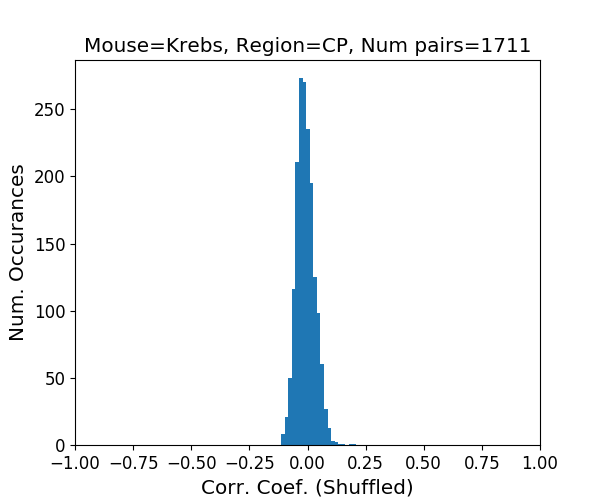 Mouse=Krebs, Region=CP, Num pairs=1711
Num. Occurances
250
200
150
100
50
0
−1.00 −0.75 −0.50 −0.25 0.00 0.25 0.50 0.75 1.00
Corr. Coef. (Shuffled)